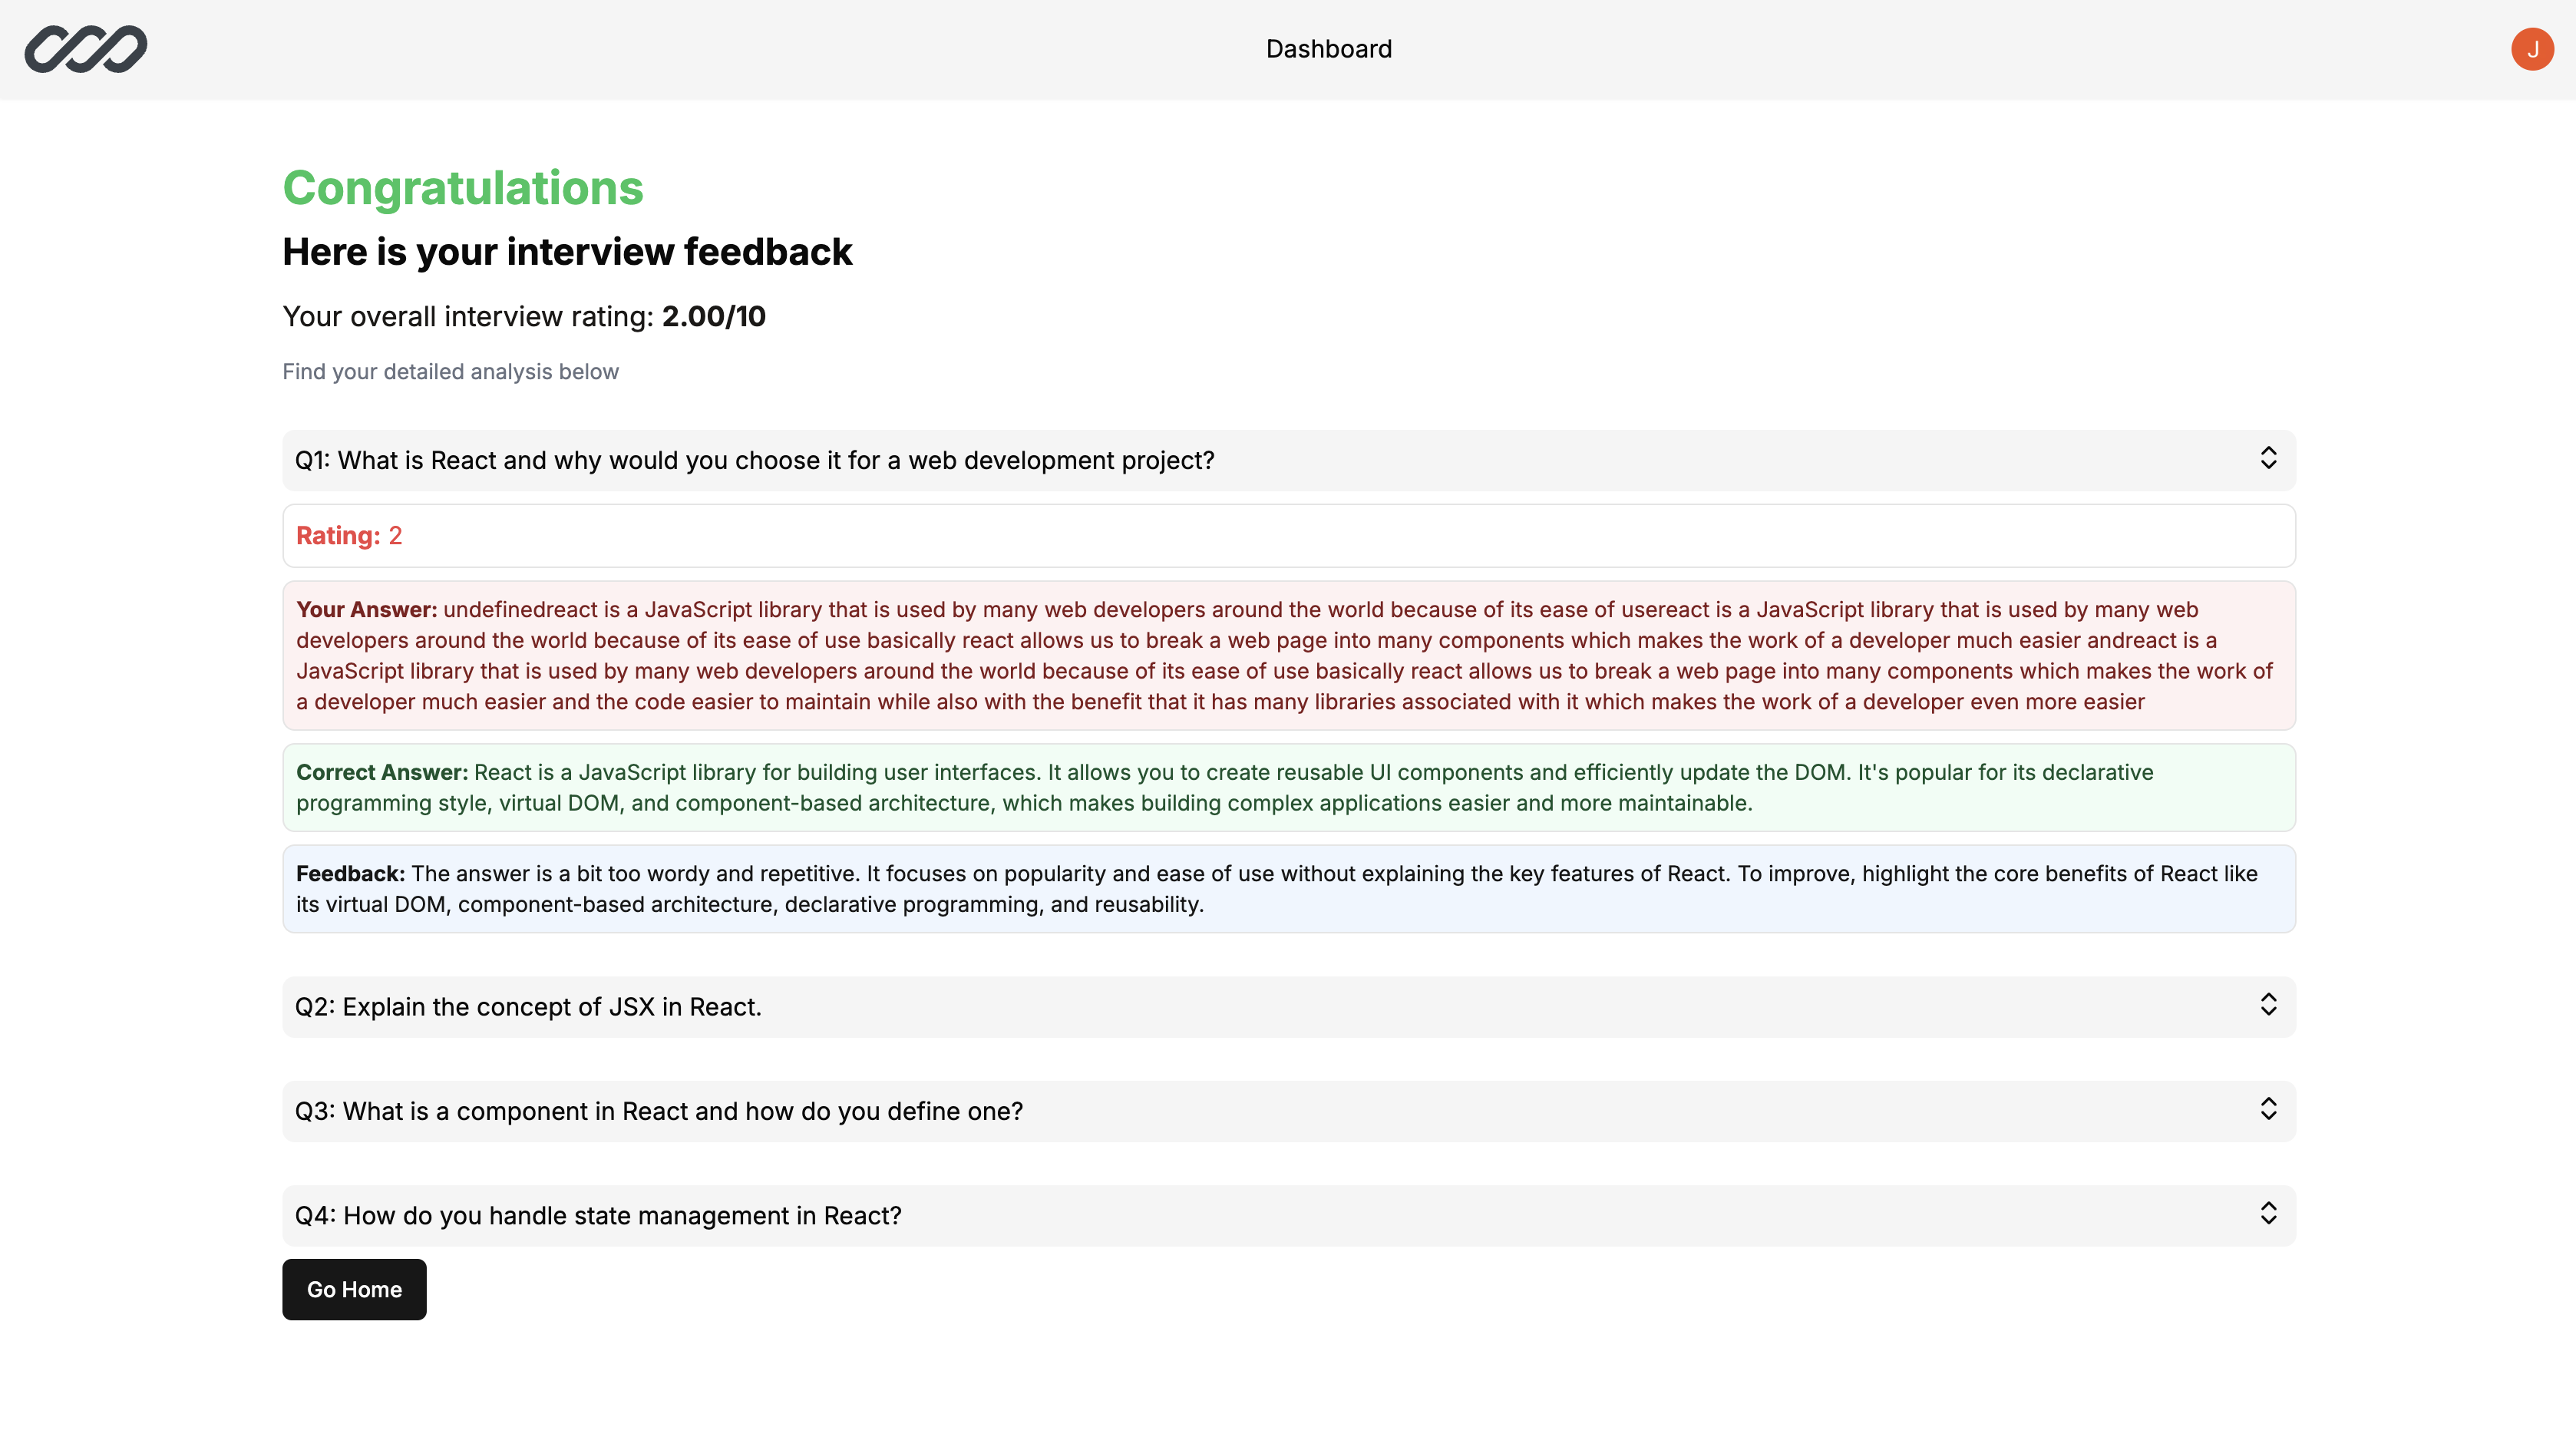 Dashboard
J
Congratulations
Here is your interview feedback
Your overall interview rating: 2.00/10
Find your detailed analysis below
Q1: What is React and why would you choose it for a web development project?
Rating: 2
Your Answer: undefinedreact is a JavaScript library that is used by many web developers around the world because of its ease of usereact is a JavaScript library that is used by many web
developers around the world because of its ease of use basically react allows us to break a web page into many components which makes the work of a developer much easier andreact is a
JavaScript library that is used by many web developers around the world because of its ease of use basically react allows us to break a web page into many components which makes the work of
a developer much easier and the code easier to maintain while also with the benefit that it has many libraries associated with it which makes the work of a developer even more easier
Correct Answer: React is a JavaScript library for building user interfaces. It allows you to create reusable UI components and efficiently update the DOM. It's popular for its declarative
programming style, virtual DOM, and component-based architecture, which makes building complex applications easier and more maintainable.
Feedback: The answer is a bit too wordy and repetitive. It focuses on popularity and ease of use without explaining the key features of React. To improve, highlight the core benefits of React like
its virtual DOM, component-based architecture, declarative programming, and reusability.
Q2: Explain the concept of JSX in React.
Q3: What is a component in React and how do you define one?
Q4: How do you handle state management in React?
Go Home